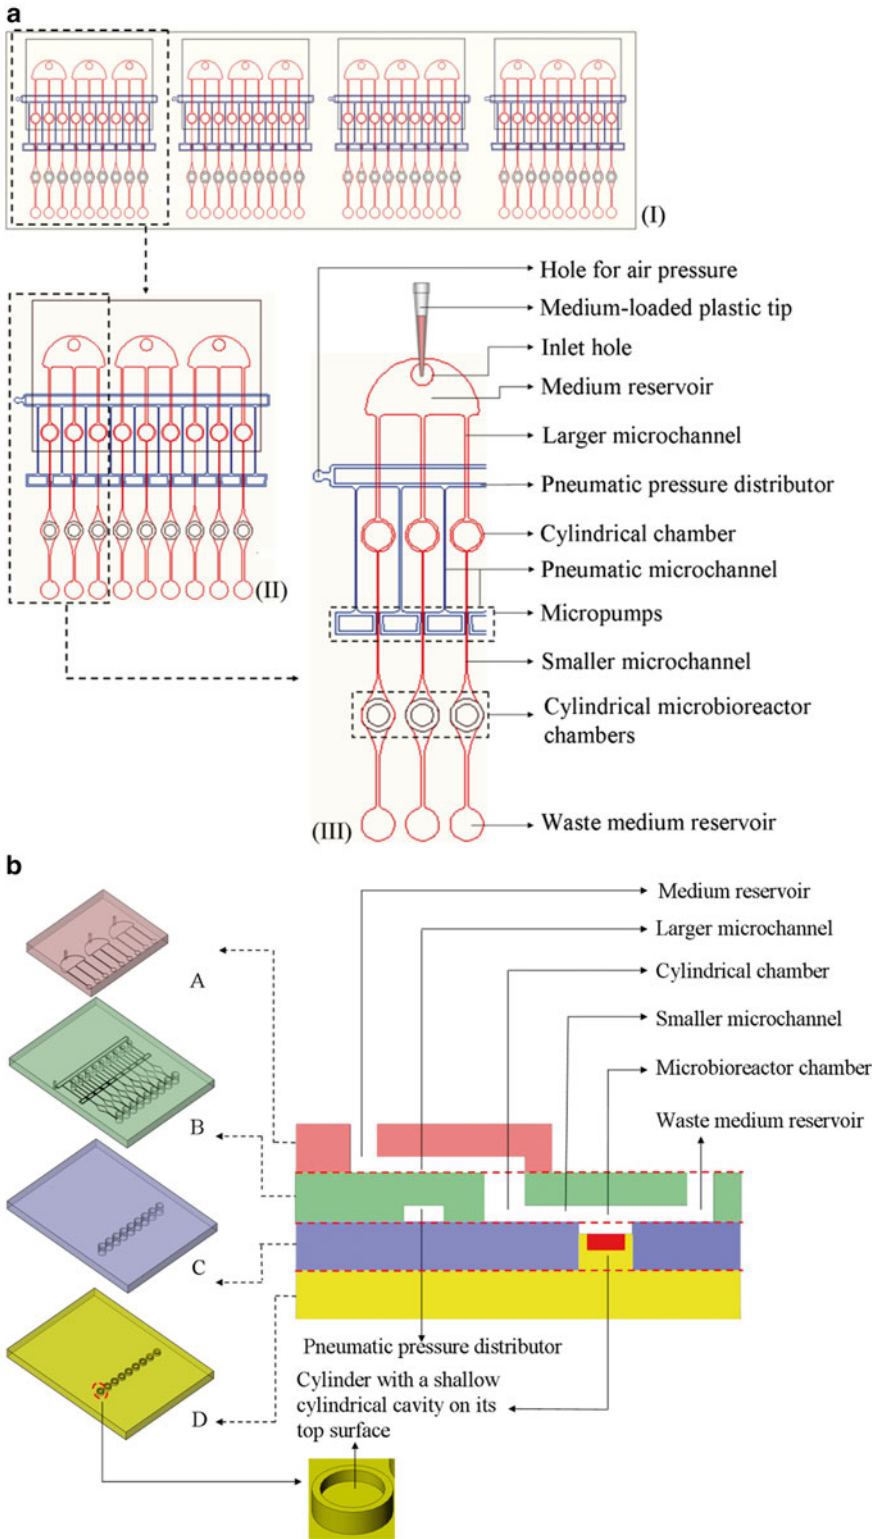 a
(I)
Hole for air pressure
Medium-loaded plastic tip
Inlet hole
Medium reservoir
Larger microchannel
Pneumatic pressure distributor
Cylindrical chamber
Pneumatic microchannel
(II)
Micropumps
Smaller microchannel
Cylindrical microbioreactor
chambers
(III)
Waste medium reservoir
b
Medium reservoir
Larger microchannel
A
Cylindrical chamber
Smaller microchannel
Microbioreactor chamber
B
Waste medium reservoir
C
Pneumatic pressure distributor
Cylinder with a shallow
cylindrical cavity on its
top surface
D